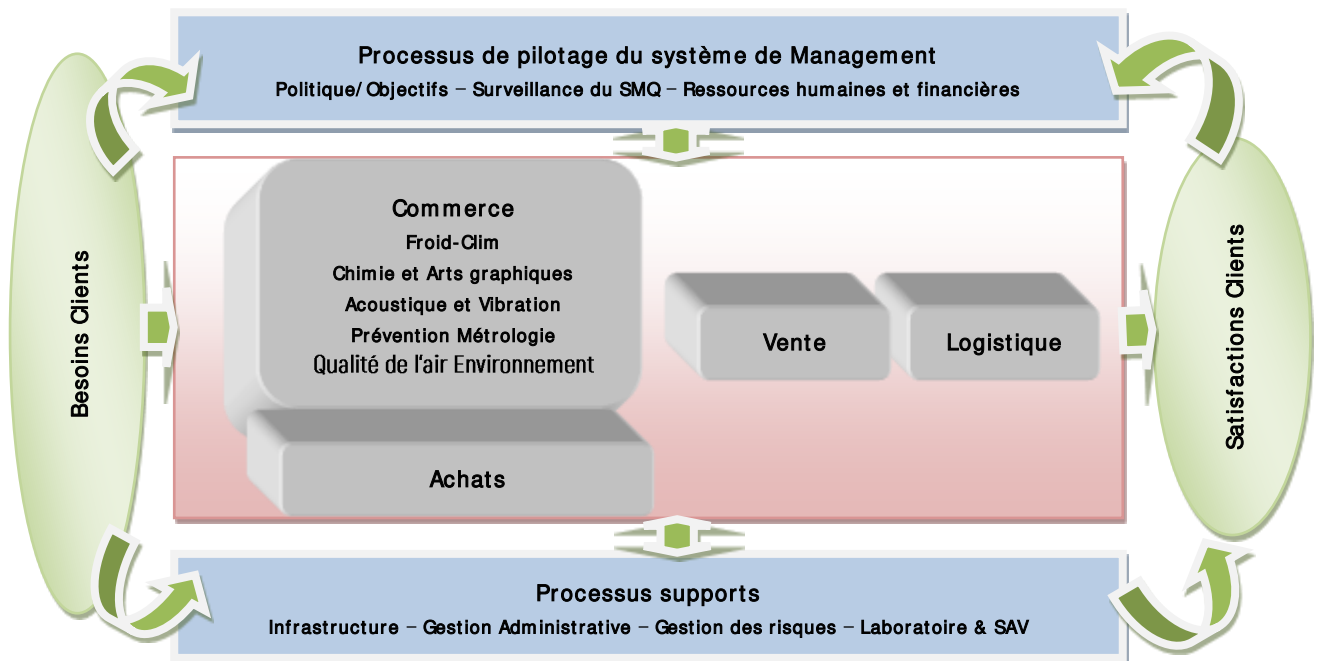 Processus de pilotage du système de Management
Politique/ Objectifs – Surveillance du SMQ – Ressources humaines et financières
Besoins Clients
Commerce
Froid-Clim
Chimie et Arts graphiques
Acoustique et Vibration
Prévention Métrologie
Qualité de l'air Environnement
Achats
Vente
Logistique
Satisfactions Clients
Processus supports
Infrastructure – Gestion Administrative – Gestion des risques – Laboratoire & SAV